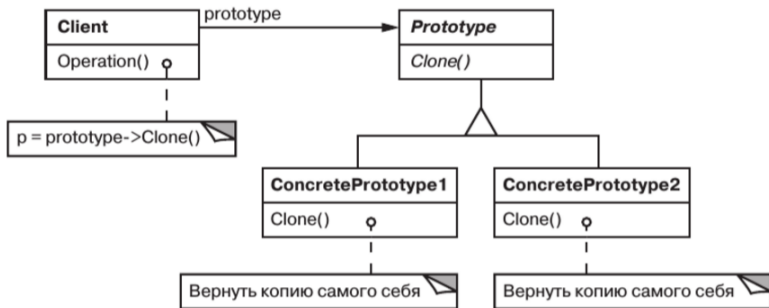 prototype
Client
Prototype
Operation()
Clone()
p = prototype->Clone()
ConcretePrototype1
ConcretePrototype2
Clone()
Clone()
Вернуть копию самого себя
Вернуть копию самого себя